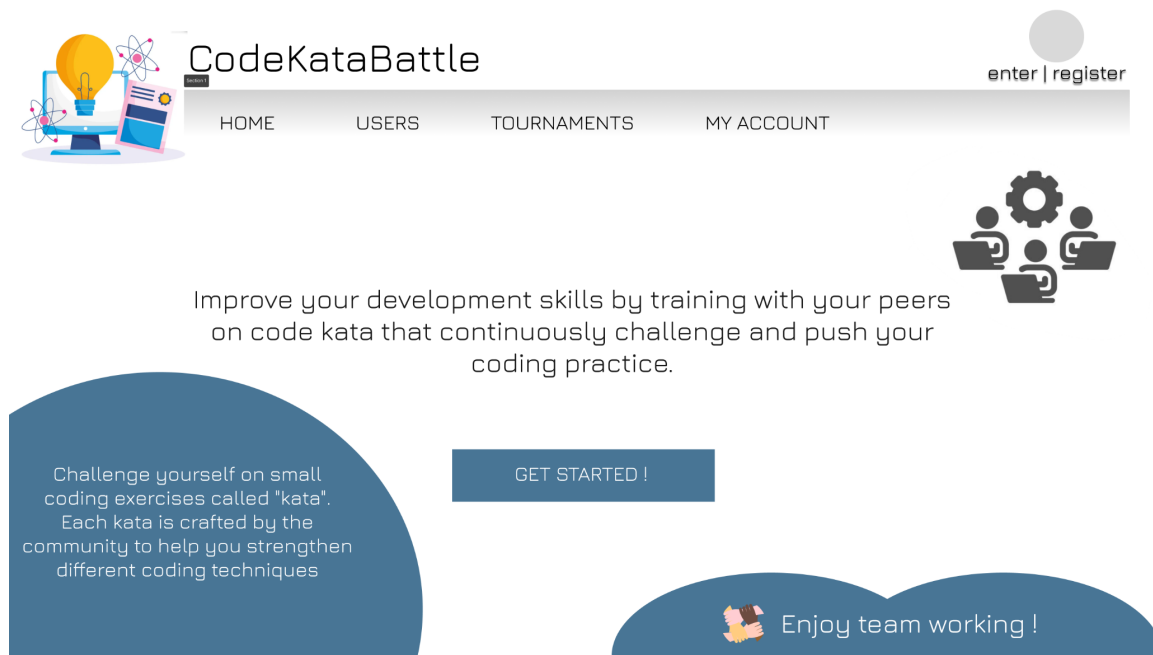 CodeKataBattle
Section 1
enter | register
HOME USERS TOURNAMENTS MY ACCOUNT
Improve your development skills by training with your peers
on code kata that continuously challenge and push your
coding practice.
GET STARTED !
Challenge yourself on small
coding exercises called "kata".
Each kata is crafted by the
community to help you strengthen
different coding techniques
Enjoy team working !